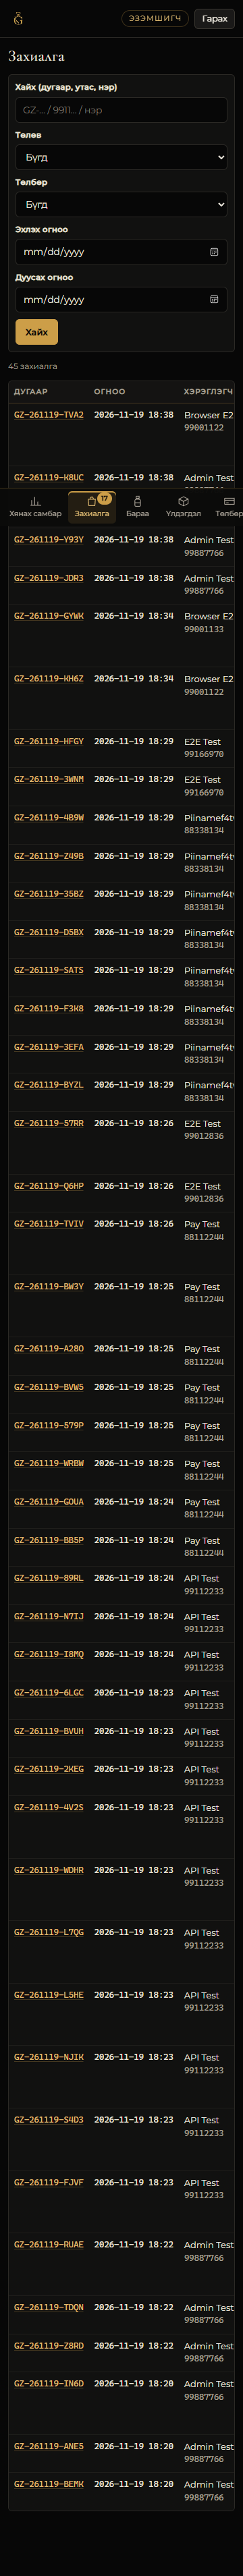 ЭЗЭМШИГЧ
Гарах
Захиалга
Хайх (дугаар, утас, нэр)
GZ-... / 9911... / нэр
Төлөв
Бүгд
Төлбөр
Бүгд
Эхлэх огноо
mm/dd/yyyy
Дуусах огноо
mm/dd/yyyy
Хайх
45 захиалга
ДУГААР ОГНОО ХЭРЭГЛЭГЧ
GZ-261119-TVA2 2026-11-19 18:38 Browser E2
99001122
GZ-261119-K8UC 2026-11-19 18:38 Admin Test
Хянах самбар Захиалга 17 Бараа Үлдэгдэл Төлбөр
GZ-261119-Y93Y 2026-11-19 18:38 Admin Test
99887766
GZ-261119-JDR3 2026-11-19 18:38 Admin Test
99887766
GZ-261119-GYWK 2026-11-19 18:34 Browser E2
99001133
GZ-261119-KH6Z 2026-11-19 18:34 Browser E2
99001122
GZ-261119-HFGY 2026-11-19 18:29 E2E Test
99166970
GZ-261119-3WNM 2026-11-19 18:29 E2E Test
99166970
GZ-261119-4B9W 2026-11-19 18:29 Piinamef4t
88338134
GZ-261119-Z49B 2026-11-19 18:29 Piinamef4t
88338134
GZ-261119-35BZ 2026-11-19 18:29 Piinamef4t
88338134
GZ-261119-D5BX 2026-11-19 18:29 Piinamef4t
88338134
GZ-261119-SATS 2026-11-19 18:29 Piinamef4t
88338134
GZ-261119-F3K8 2026-11-19 18:29 Piinamef4t
88338134
GZ-261119-3EFA 2026-11-19 18:29 Piinamef4t
88338134
GZ-261119-BYZL 2026-11-19 18:29 Piinamef4t
88338134
GZ-261119-57RR 2026-11-19 18:26 E2E Test
99012836
GZ-261119-Q6HP 2026-11-19 18:26 E2E Test
99012836
GZ-261119-TVIV 2026-11-19 18:26 Pay Test
88112244
GZ-261119-BW3Y 2026-11-19 18:25 Pay Test
88112244
GZ-261119-A28O 2026-11-19 18:25 Pay Test
88112244
GZ-261119-BVW5 2026-11-19 18:25 Pay Test
88112244
GZ-261119-579P 2026-11-19 18:25 Pay Test
88112244
GZ-261119-WRBW 2026-11-19 18:25 Pay Test
88112244
GZ-261119-GOUA 2026-11-19 18:24 Pay Test
88112244
GZ-261119-BB5P 2026-11-19 18:24 Pay Test
88112244
GZ-261119-89RL 2026-11-19 18:24 API Test
99112233
GZ-261119-N7IJ 2026-11-19 18:24 API Test
99112233
GZ-261119-I8MQ 2026-11-19 18:24 API Test
99112233
GZ-261119-6LGC 2026-11-19 18:23 API Test
99112233
GZ-261119-BVUH 2026-11-19 18:23 API Test
99112233
GZ-261119-2KEG 2026-11-19 18:23 API Test
99112233
GZ-261119-4V2S 2026-11-19 18:23 API Test
99112233
GZ-261119-WDHR 2026-11-19 18:23 API Test
99112233
GZ-261119-L7QG 2026-11-19 18:23 API Test
99112233
GZ-261119-L5HE 2026-11-19 18:23 API Test
99112233
GZ-261119-NJIK 2026-11-19 18:23 API Test
99112233
GZ-261119-S4D3 2026-11-19 18:23 API Test
99112233
GZ-261119-FJVF 2026-11-19 18:23 API Test
99112233
GZ-261119-RUAE 2026-11-19 18:22 Admin Test
99887766
GZ-261119-TDQN 2026-11-19 18:22 Admin Test
99887766
GZ-261119-Z8RD 2026-11-19 18:22 Admin Test
99887766
GZ-261119-IN6D 2026-11-19 18:20 Admin Test
99887766
GZ-261119-ANE5 2026-11-19 18:20 Admin Test
99887766
GZ-261119-BEMK 2026-11-19 18:20 Admin Test
99887766